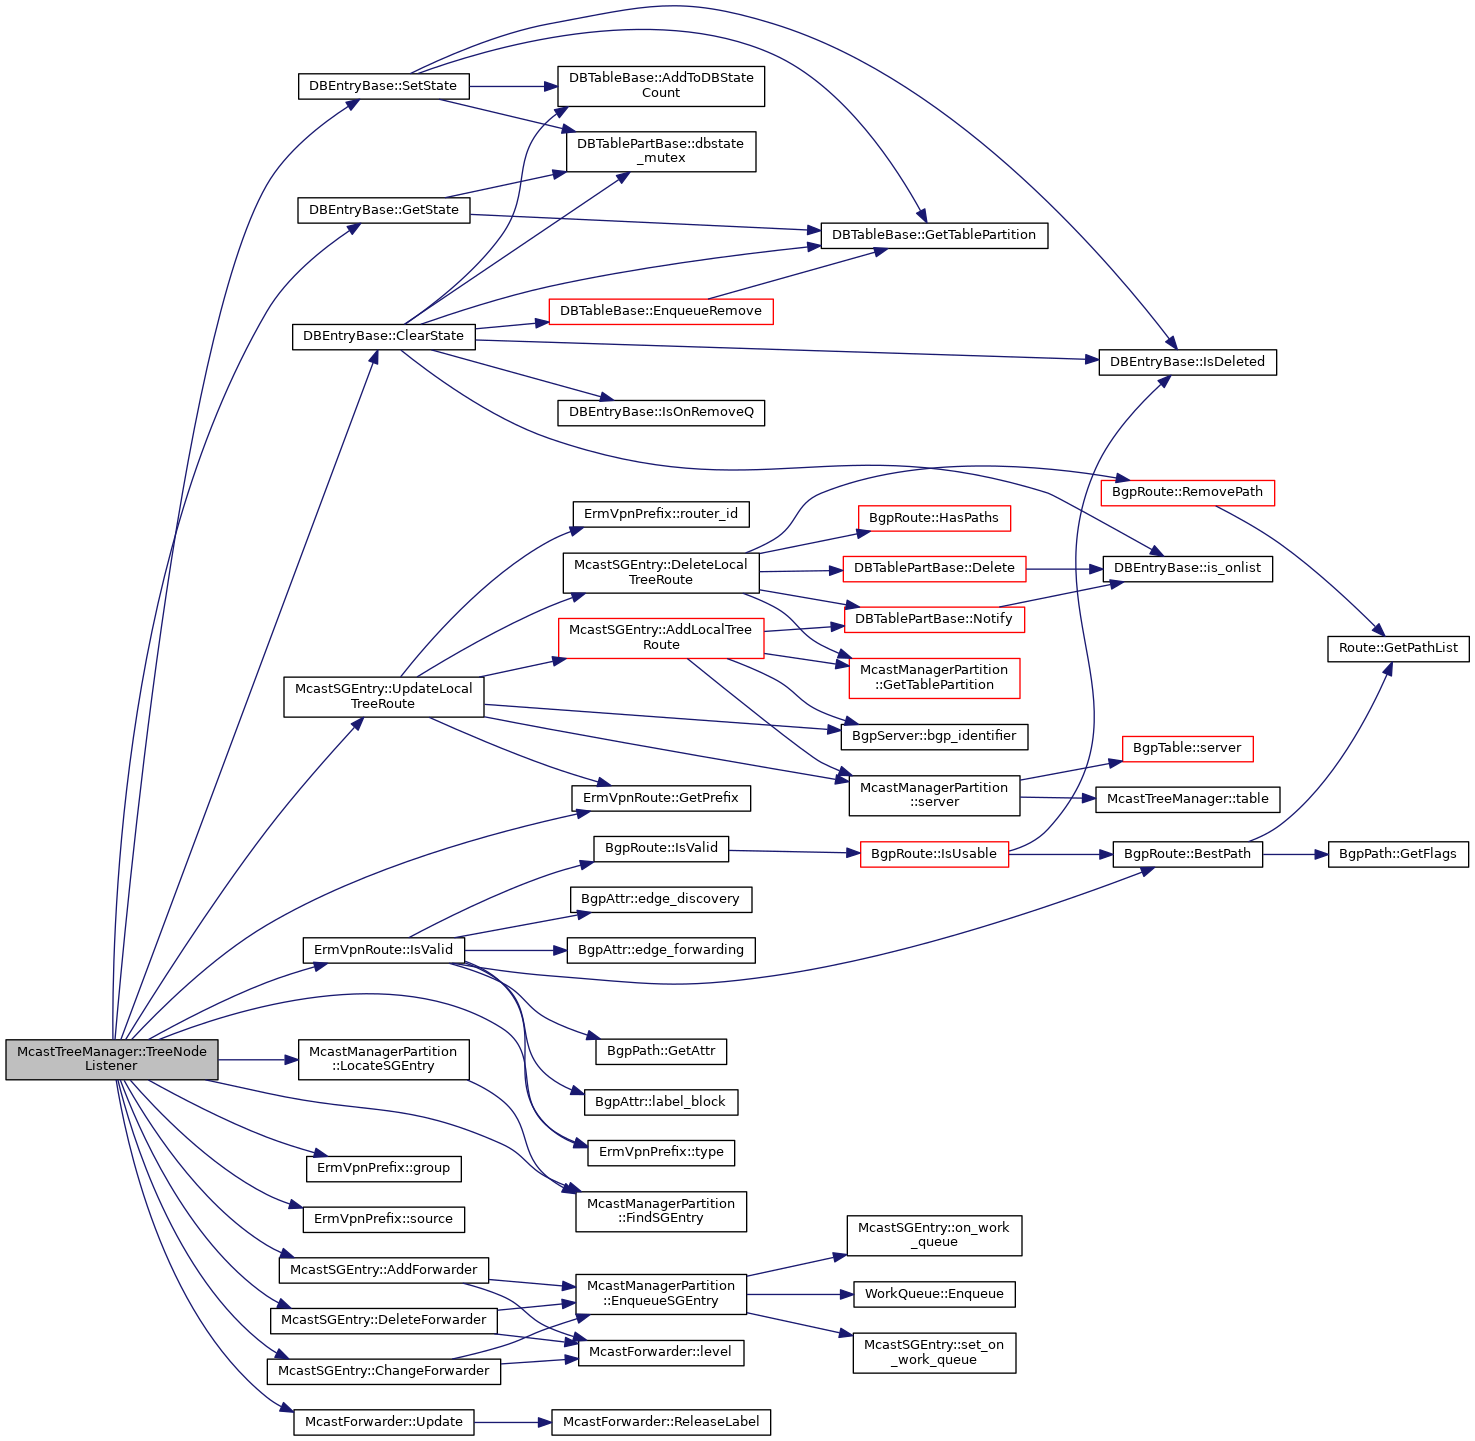 DBEntryBase::SetState
DBTableBase::AddToDBState
Count
DBTablePartBase::dbstate
_mutex
DBEntryBase::GetState
DBTableBase::GetTablePartition
DBTableBase::EnqueueRemove
DBEntryBase::ClearState
DBEntryBase::IsDeleted
DBEntryBase::IsOnRemoveQ
BgpRoute::RemovePath
ErmVpnPrefix::router_id
BgpRoute::HasPaths
McastSGEntry::DeleteLocal
TreeRoute
DBTablePartBase::Delete
DBEntryBase::is_onlist
DBTablePartBase::Notify
McastSGEntry::AddLocalTree
Route
Route::GetPathList
McastManagerPartition
::GetTablePartition
McastSGEntry::UpdateLocal
TreeRoute
BgpServer::bgp_identifier
BgpTable::server
McastManagerPartition
::server
ErmVpnRoute::GetPrefix
McastTreeManager::table
BgpRoute::IsValid
BgpRoute::IsUsable
BgpRoute::BestPath
BgpPath::GetFlags
BgpAttr::edge_discovery
ErmVpnRoute::IsValid
BgpAttr::edge_forwarding
McastTreeManager::TreeNode
Listener
McastManagerPartition
::LocateSGEntry
BgpPath::GetAttr
BgpAttr::label_block
ErmVpnPrefix::type
ErmVpnPrefix::group
McastManagerPartition
::FindSGEntry
ErmVpnPrefix::source
McastSGEntry::on_work
_queue
McastSGEntry::AddForwarder
McastManagerPartition
::EnqueueSGEntry
WorkQueue::Enqueue
McastSGEntry::DeleteForwarder
McastForwarder::level
McastSGEntry::set_on
_work_queue
McastSGEntry::ChangeForwarder
McastForwarder::Update
McastForwarder::ReleaseLabel